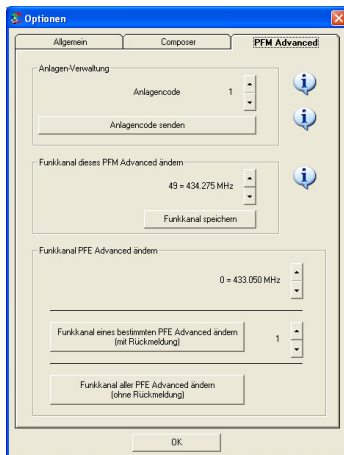 Optionen
Allgemein
Composer
PFM Advanced
Anlagen-Verwaltung
Anlagencode 1
Anlagencode senden
Funkkanal dieses PFM Advanced ändern
49 = 434.275 MHz
Funkkanal speichern
Funkkanal PFE Advanced ändern
0 = 433.050 MHz
Funkkanal eines bestimmten PFE Advanced ändern
(mit Rückmeldung)
1
Funkkanal aller PFE Advanced ändern
(ohne Rückmeldung)
OK